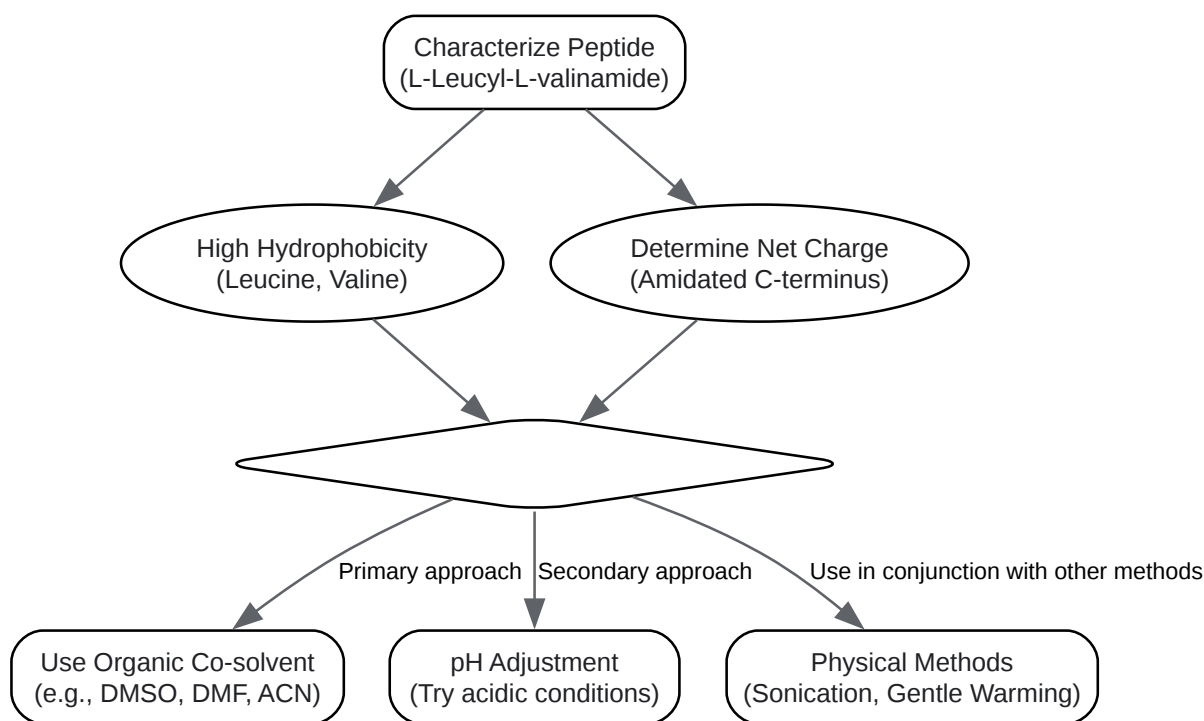 Characterize Peptide
(L-Leucyl-L-valinamide)
High Hydrophobicity
(Leucine, Valine)
Determine Net Charge
(Amidated C-terminus)
Primary approach
Secondary approach
Use in conjunction with other methods
Use Organic Co-solvent
(e.g., DMSO, DMF, ACN)
pH Adjustment
(Try acidic conditions)
Physical Methods
(Sonication, Gentle Warming)